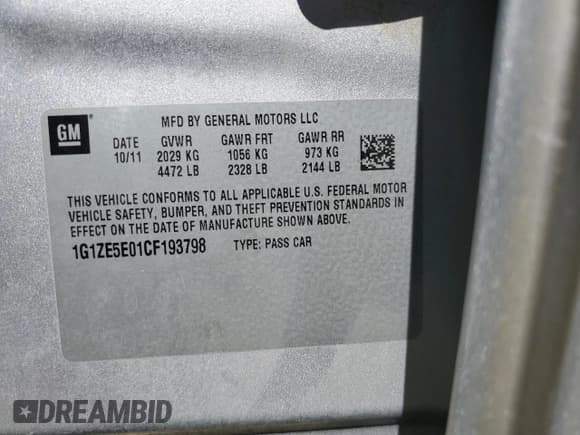 GM
MFD BY GENERAL MOTORS LLC
DATE GVWR GAWR FRT GAWR RR
10/11 2029 KG 1056 KG 973 KG
4472 LB 2328 LB 2144 LB
THIS VEHICLE CONFORMS TO ALL APPLICABLE U.S. FEDERAL MOTOR
VEHICLE SAFETY, BUMPER, AND THEFT PREVENTION STANDARDS IN
EFFECT ON THE DATE OF MANUFACTURE SHOWN ABOVE.
1G1ZE5E01CF193798 TYPE: PASS CAR
DREAMBID